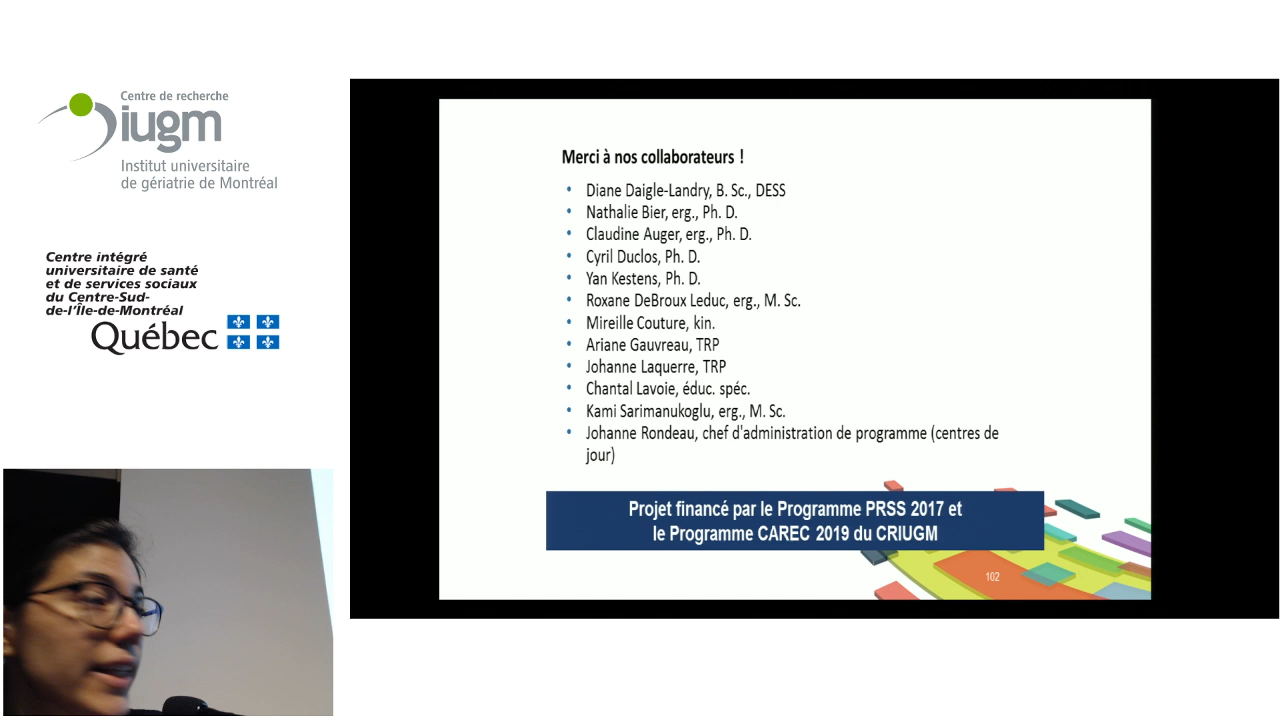 Centre de recherche
iugm
Institut universitaire
de gériatrie de Montréal
Centre intégré
universitaire de santé
et de services sociaux
du Centre-Sud-
de-l'Île-de-Montréal
Québec
Merci à nos collaborateurs !
• Diane Daigle-Landry, B. Sc., DESS
• Nathalie Bier, erg., Ph. D.
• Claudine Auger, erg., Ph. D.
• Cyril Duclos, Ph. D.
• Yan Kestens, Ph. D.
• Roxane DeBroux Leduc, erg., M. Sc.
• Mireille Couture, kin.
• Ariane Gauvreau, TRP
• Johanne Laquerre, TRP
• Chantal Lavoie, éduc. spéc.
• Kami Sarimanukoglu, erg., M. Sc.
• Johanne Rondeau, chef d'administration de programme (centres de
jour)
Projet financé par le Programme PRSS 2017 et
le Programme CAREC 2019 du CRIUGM
102